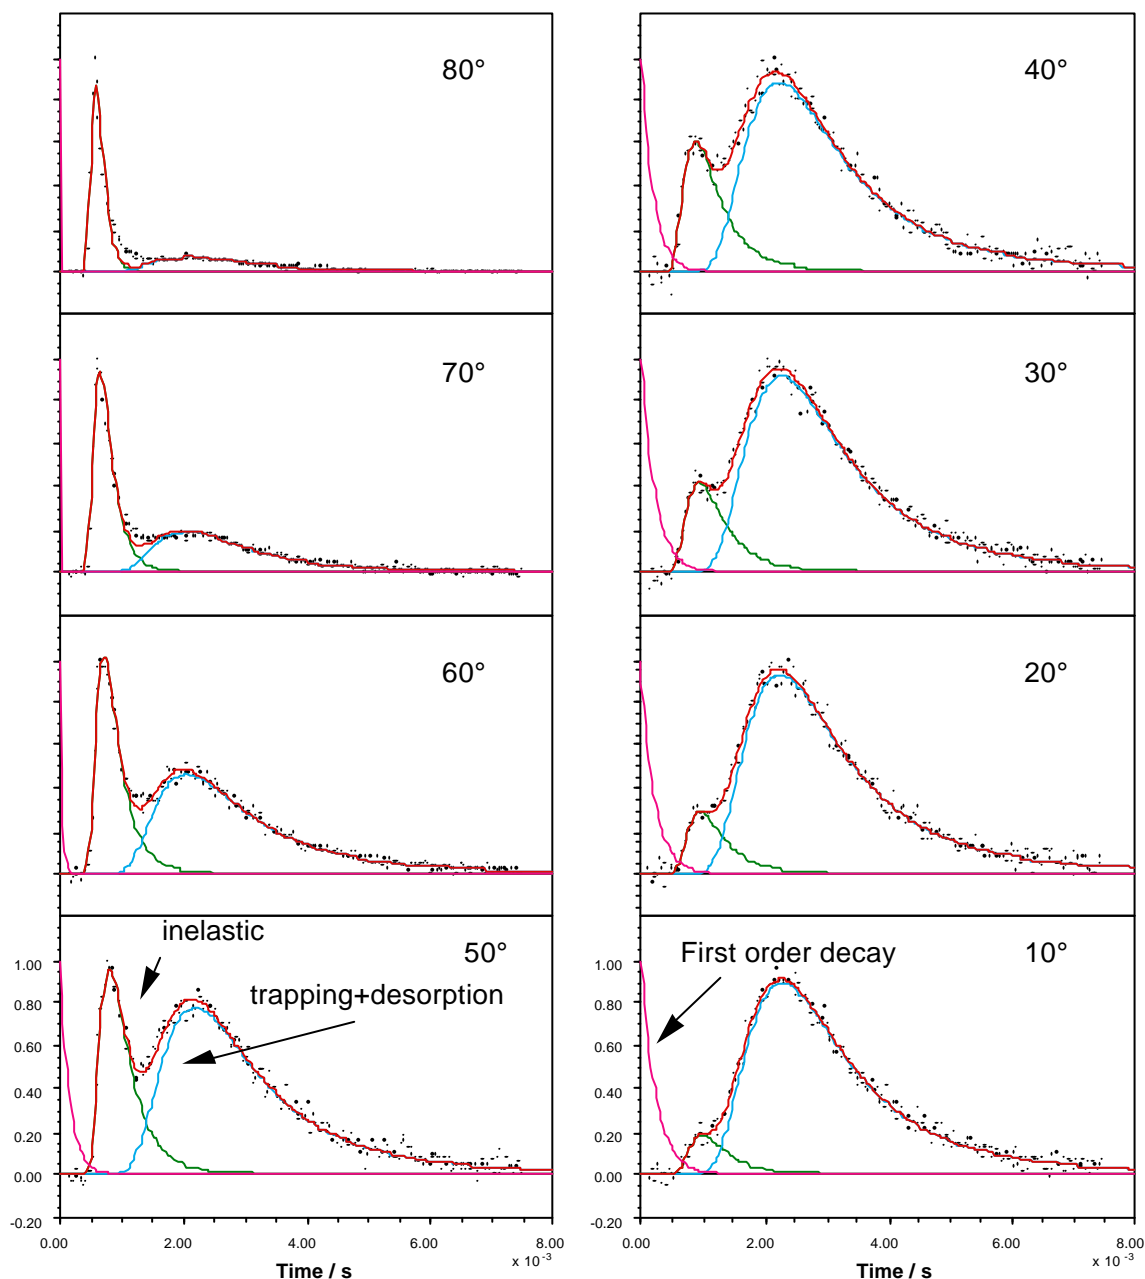 80°
40°
70°
30°
60°
20°
inelastic
50°
trapping+desorption
First order decay
10°
1.00
0.80
0.60
0.40
0.20
0.00
-0.20
1.00
0.80
0.60
0.40
0.20
0.00
-0.20
0.00 2.00 4.00 6.00 8.00
x 10⁻³
Time / s
0.00 2.00 4.00 6.00 8.00
x 10⁻³
Time / s